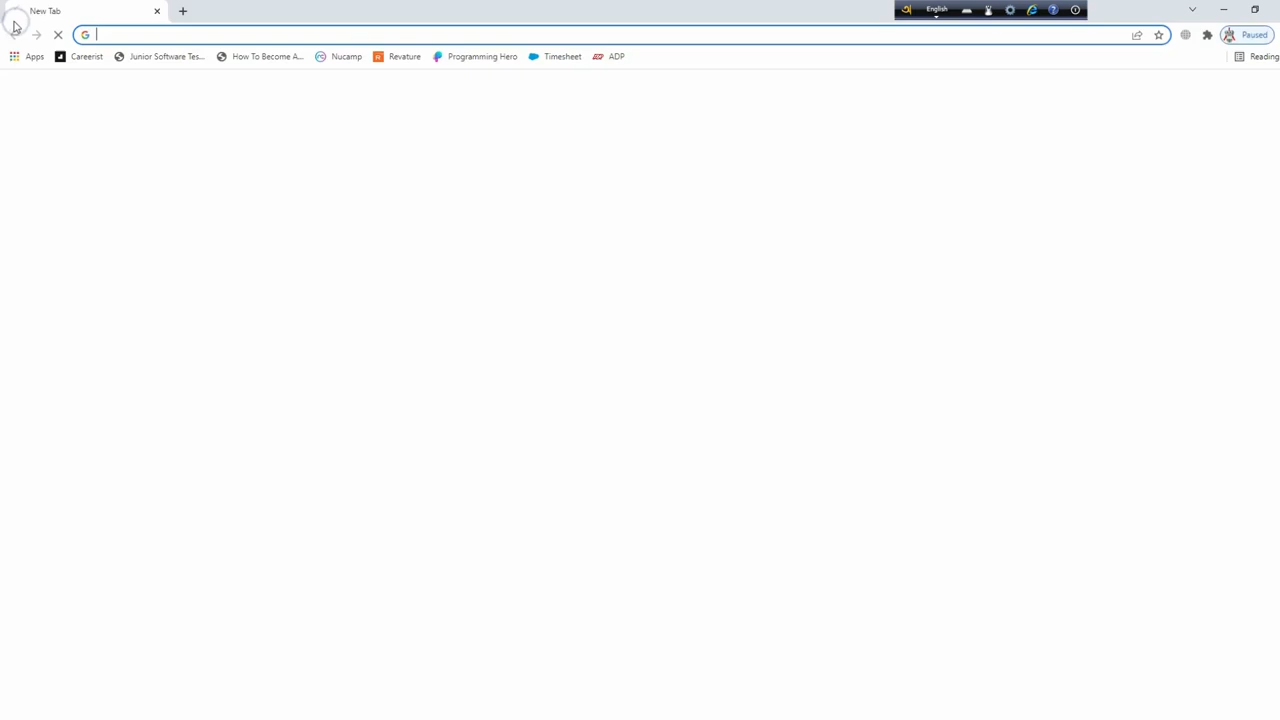 New Tab
অ English
Paused
Apps Careerist Junior Software Tes... How To Become A... Nucamp Revature Programming Hero Timesheet ADP Reading